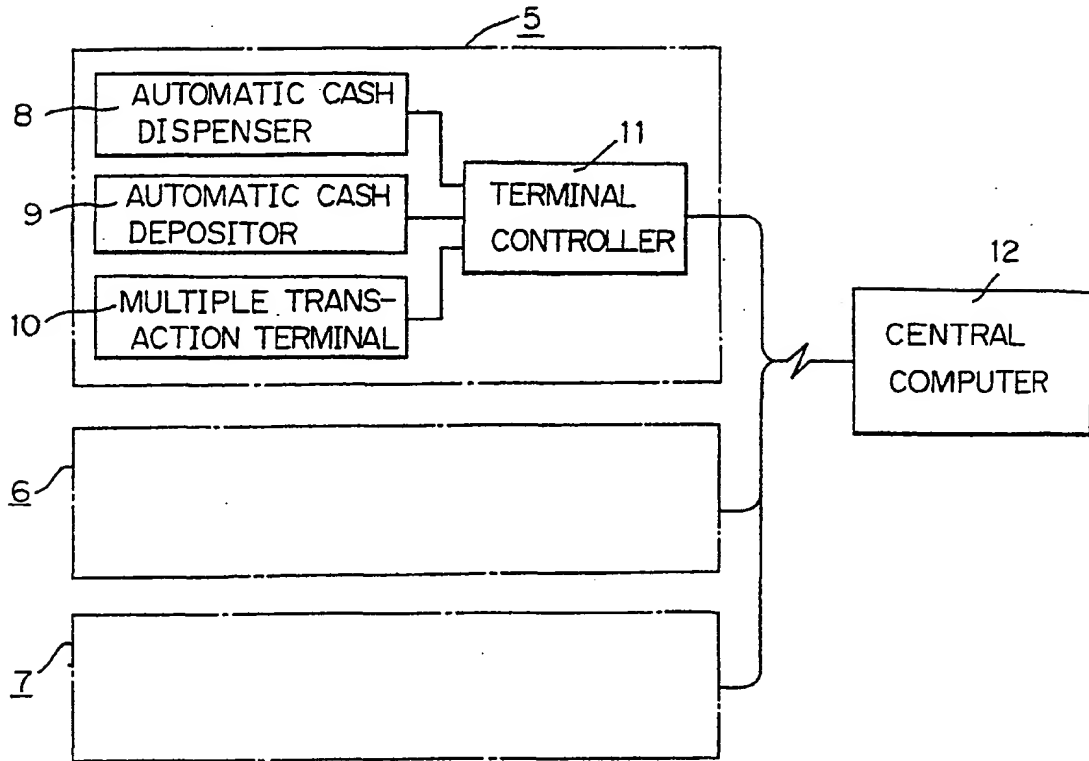 5
8
AUTOMATIC CASH
DISPENSER
9
AUTOMATIC CASH
DEPOSITOR
10
MULTIPLE TRANS-
ACTION TERMINAL
11
TERMINAL
CONTROLLER
12
CENTRAL
COMPUTER
6
7